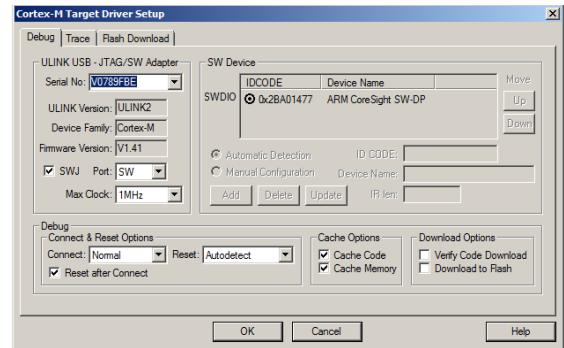 Cortex-M Target Driver Setup
Debug | Trace | Flash Download
ULINK USB - JTAG/SW Adapter
Serial No: V0789FBE
ULINK Version: ULINK2
Device Family: Cortex-M
Firmware Version: V1.41
SWJ Port: SW
Max Clock: 1MHz
SW Device
IDCODE Device Name Move
SWDIO 0x2BA01477 ARM CoreSight SW-DP Up
Down
Automatic Detection ID CODE:
Manual Configuration Device Name:
Add Delete Update IR len:
Debug
Connect & Reset Options
Connect: Normal Reset: Autodetect
Reset after Connect
Cache Options
Cache Code
Cache Memory
Download Options
Verify Code Download
Download to Flash
OK Cancel Help